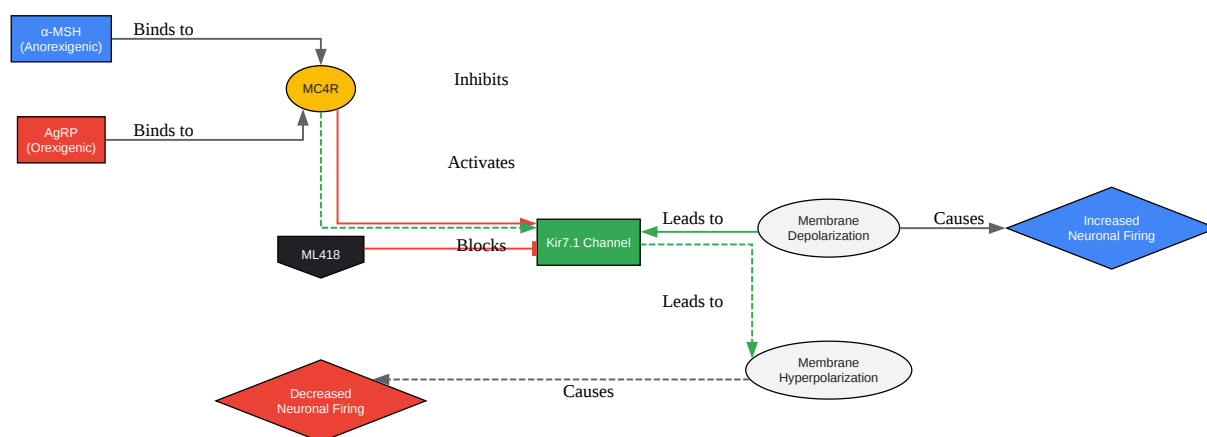 α-MSH
(Anorexigenic)
Binds to
MC4R
Inhibits
AgRP
(Orexigenic)
Binds to
Activates
Kir7.1 Channel
Leads to
Membrane
Depolarization
Causes
Increased
Neuronal Firing
ML418
Blocks
Leads to
Membrane
Hyperpolarization
Causes
Decreased
Neuronal Firing